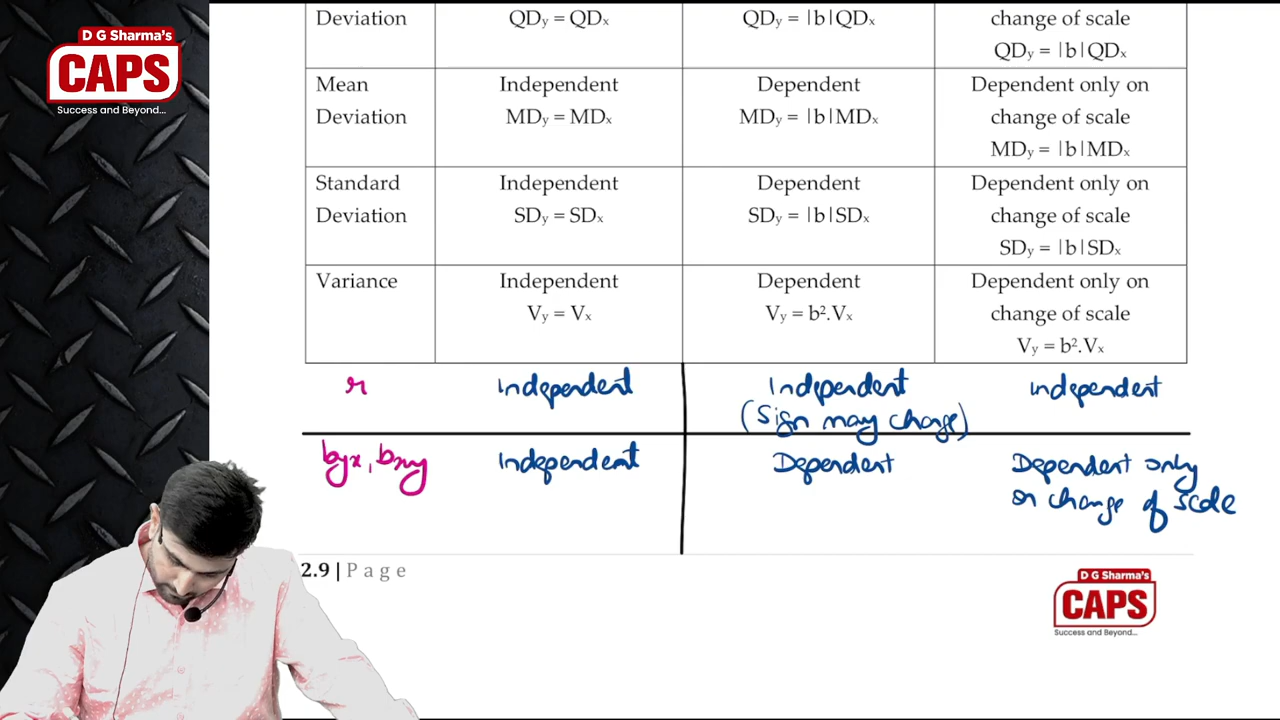 D G Sharma's
CAPS
Success and Beyond...
Deviation QDy = QDx QDy = |b|QDx change of scale
QDy = |b|QDx
Mean Independent Dependent Dependent only on
Deviation MDy = MDx MDy = |b|MDx change of scale
MDy = |b|MDx
Standard Independent Dependent Dependent only on
Deviation SDy = SDx SDy = |b|SDx change of scale
SDy = |b|SDx
Variance Independent Dependent Dependent only on
Vy = Vx Vy = b².Vx change of scale
Vy = b².Vx
r Independent Independent Independent
(Sign may change)
byx, bxy Independent Dependent Dependent only
on change of scale
2.9 | Page
D G Sharma's
CAPS
Success and Beyond...